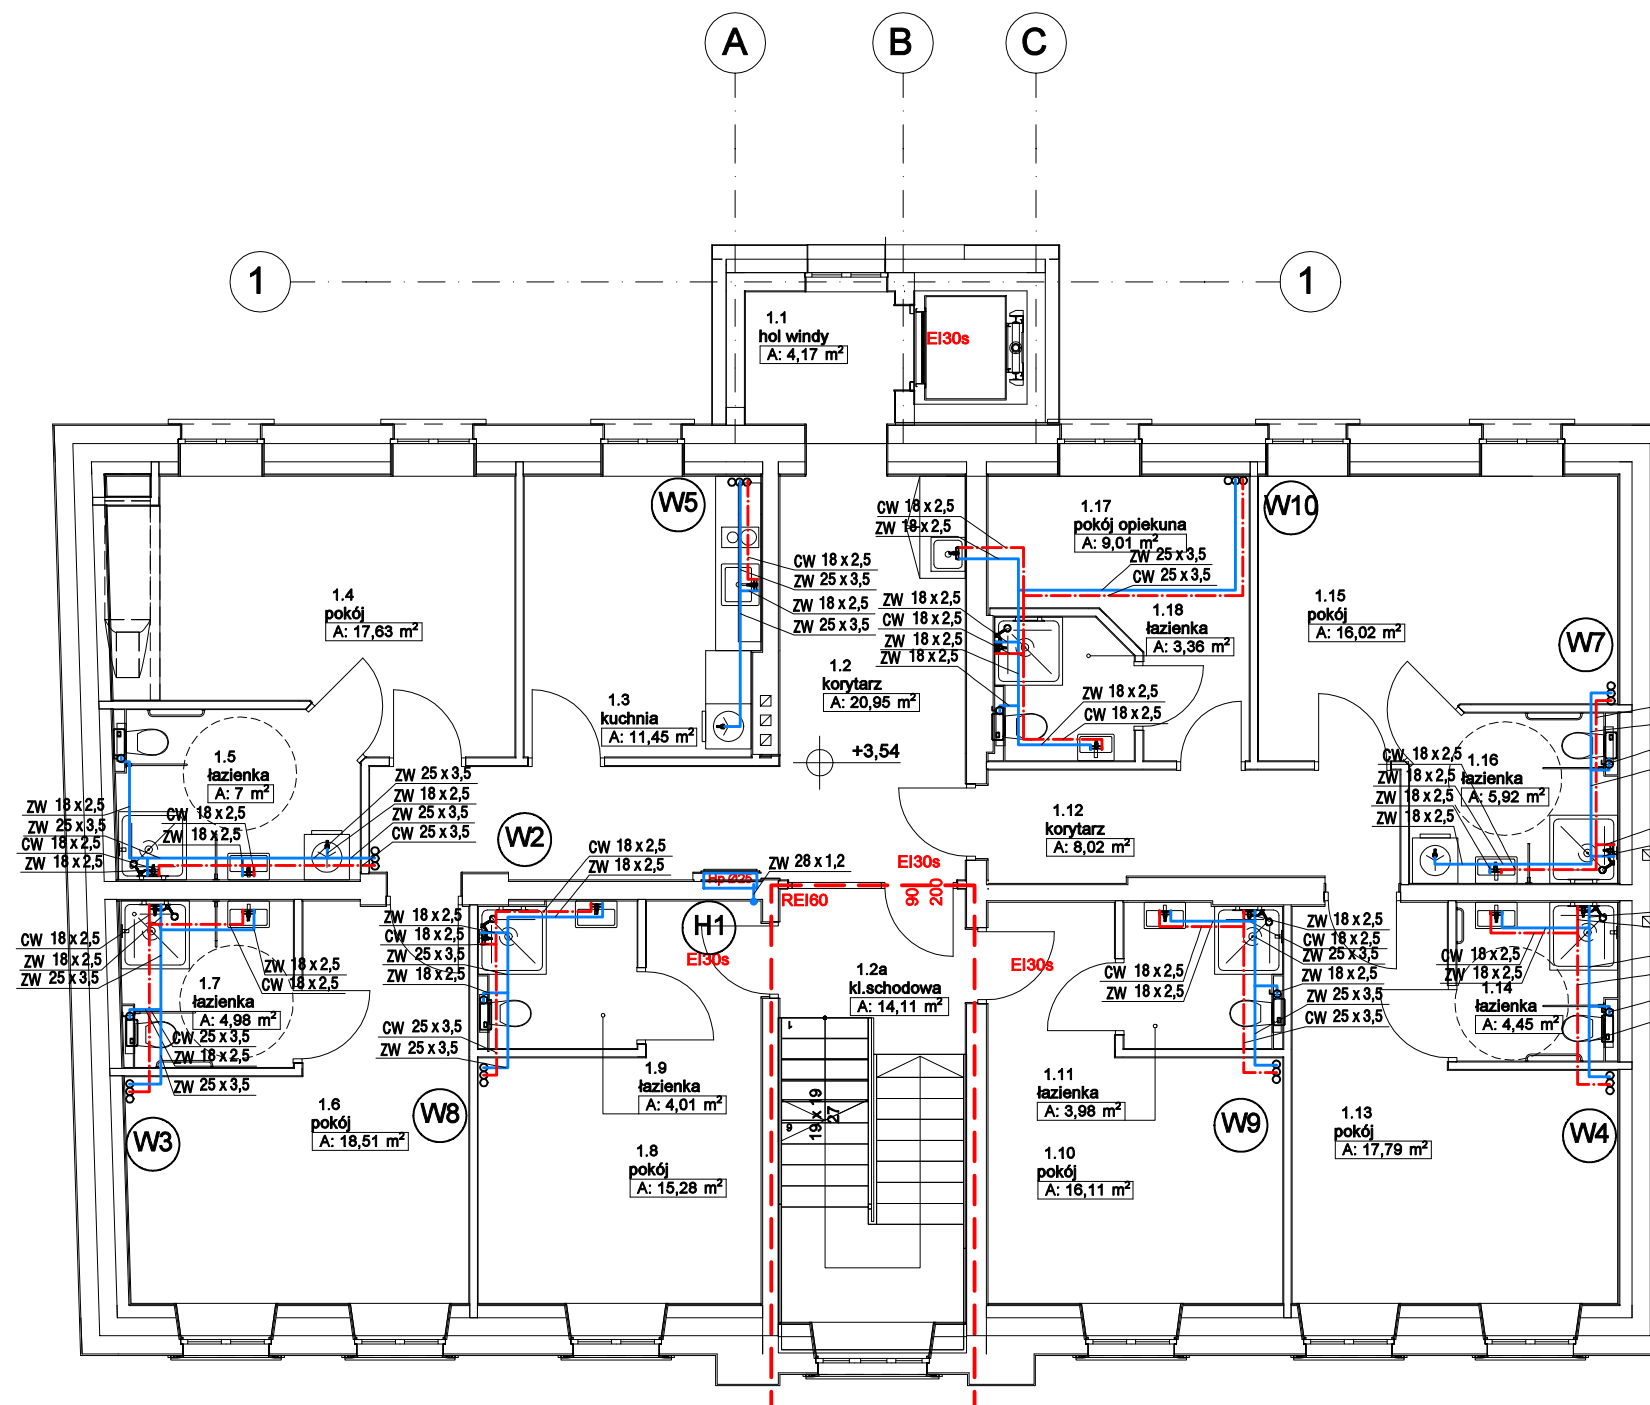 A
B
C
1
1
1.1
hol windy
A: 4,17 m²
EI30s
W5
CW 18 x 2,5
ZW 25 x 3,5
ZW 18 x 2,5
ZW 25 x 3,5
CW 18 x 2,5
ZW 18 x 2,5
1.17
pokój opiekuna
A: 9,01 m²
ZW 25 x 3,5
CW 25 x 3,5
W10
1.4
pokój
A: 17,63 m²
ZW 18 x 2,5
CW 18 x 2,5
ZW 18 x 2,5
ZW 18 x 2,5
1.18
łazienka
A: 3,36 m²
1.15
pokój
A: 16,02 m²
W7
1.2
korytarz
A: 20,95 m²
1.3
kuchnia
A: 11,45 m²
ZW 18 x 2,5
CW 18 x 2,5
+3,54
1.5
łazienka
A: 7 m²
ZW 25 x 3,5
ZW 18 x 2,5
ZW 25 x 3,5
CW 25 x 3,5
ZW 18 x 2,5
ZW 25 x 3,5
CW 18 x 2,5
ZW 18 x 2,5
CW 18 x 2,5
ZW 18 x 2,5
CW 18 x 2,5
ZW 18 x 2,5
ZW 18 x 2,5
ZW 18 x 2,5
1.16
łazienka
A: 5,92 m²
W2
CW 18 x 2,5
ZW 18 x 2,5
ZW 28 x 1,2
Hp Ø25
1.12
korytarz
A: 8,02 m²
EI30s
REI60
90
200
H1
EI30s
EI30s
CW 18 x 2,5
ZW 18 x 2,5
ZW 25 x 3,5
ZW 18 x 2,5
CW 18 x 2,5
ZW 18 x 2,5
CW 18 x 2,5
ZW 25 x 3,5
ZW 18 x 2,5
1.7
łazienka
A: 4,98 m²
CW 25 x 3,5
ZW 18 x 2,5
ZW 25 x 3,5
CW 25 x 3,5
ZW 25 x 3,5
1.2a
kl.schodowa
A: 14,11 m²
CW 18 x 2,5
ZW 18 x 2,5
ZW 18 x 2,5
CW 18 x 2,5
ZW 25 x 3,5
ZW 18 x 2,5
ZW 25 x 3,5
CW 25 x 3,5
CW 18 x 2,5
ZW 18 x 2,5
1.14
łazienka
A: 4,45 m²
1.9
łazienka
A: 4,01 m²
1.11
łazienka
A: 3,98 m²
1
9
19 x 19
27
1.6
pokój
A: 18,51 m²
W3
W8
W9
W4
1.13
pokój
A: 17,79 m²
1.8
pokój
A: 15,28 m²
1.10
pokój
A: 16,11 m²